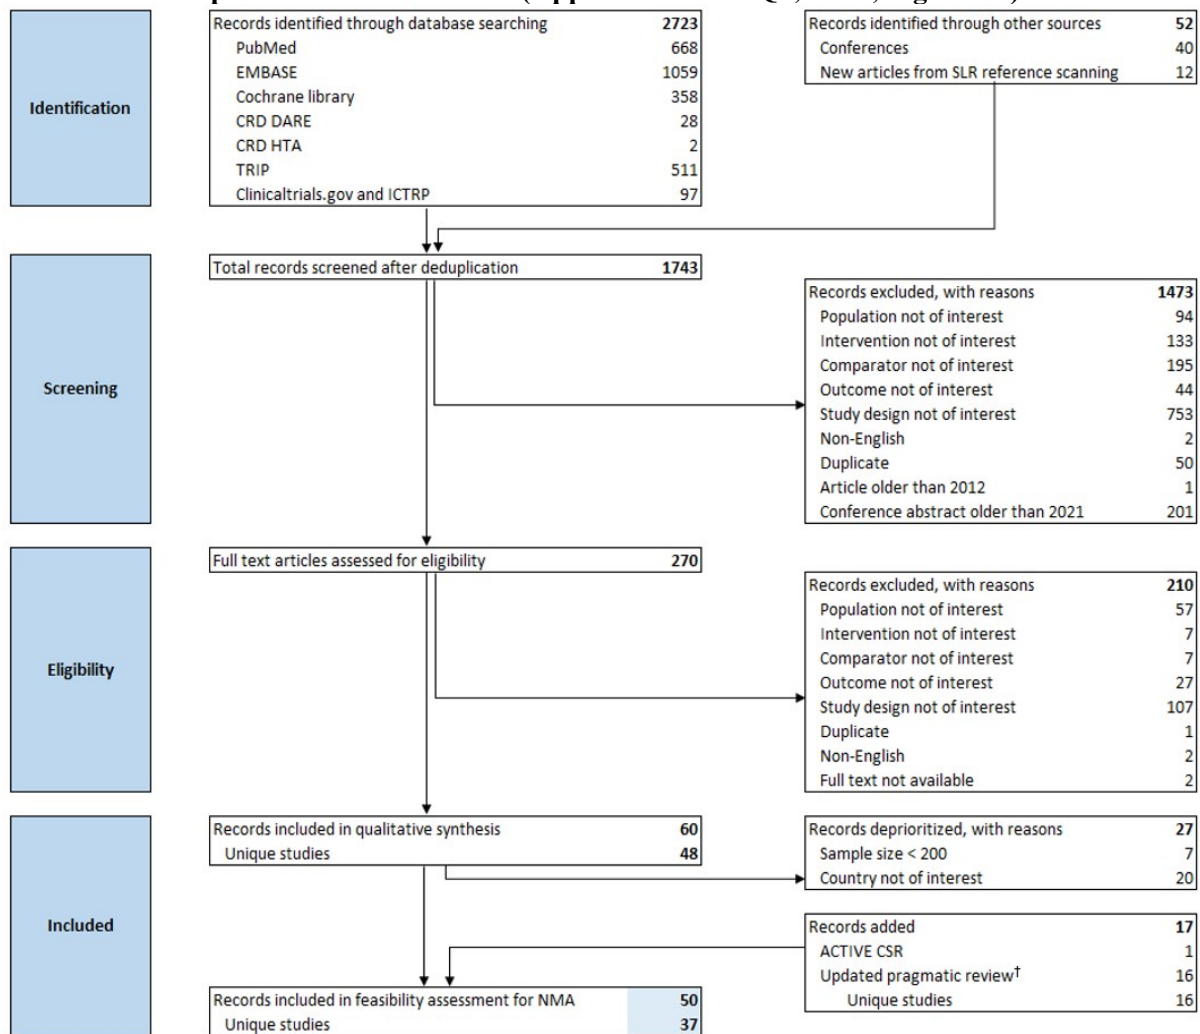 Identification
Records identified through database searching 2723
PubMed 668
EMBASE 1059
Cochrane library 358
CRD DARE 28
CRD HTA 2
TRIP 511
Clinicaltrials.gov and ICTRP 97
Records identified through other sources 52
Conferences 40
New articles from SLR reference scanning 12
Screening
Total records screened after deduplication 1743
Records excluded, with reasons 1473
Population not of interest 94
Intervention not of interest 133
Comparator not of interest 195
Outcome not of interest 44
Study design not of interest 753
Non-English 2
Duplicate 50
Article older than 2012 1
Conference abstract older than 2021 201
Eligibility
Full text articles assessed for eligibility 270
Records excluded, with reasons 210
Population not of interest 57
Intervention not of interest 7
Comparator not of interest 7
Outcome not of interest 27
Study design not of interest 107
Duplicate 1
Non-English 2
Full text not available 2
Included
Records included in qualitative synthesis 60
Unique studies 48
Records deprioritized, with reasons 27
Sample size < 200 7
Country not of interest 20
Records added 17
ACTIVE CSR 1
Updated pragmatic review† 16
Unique studies 16
Records included in feasibility assessment for NMA 50
Unique studies 37